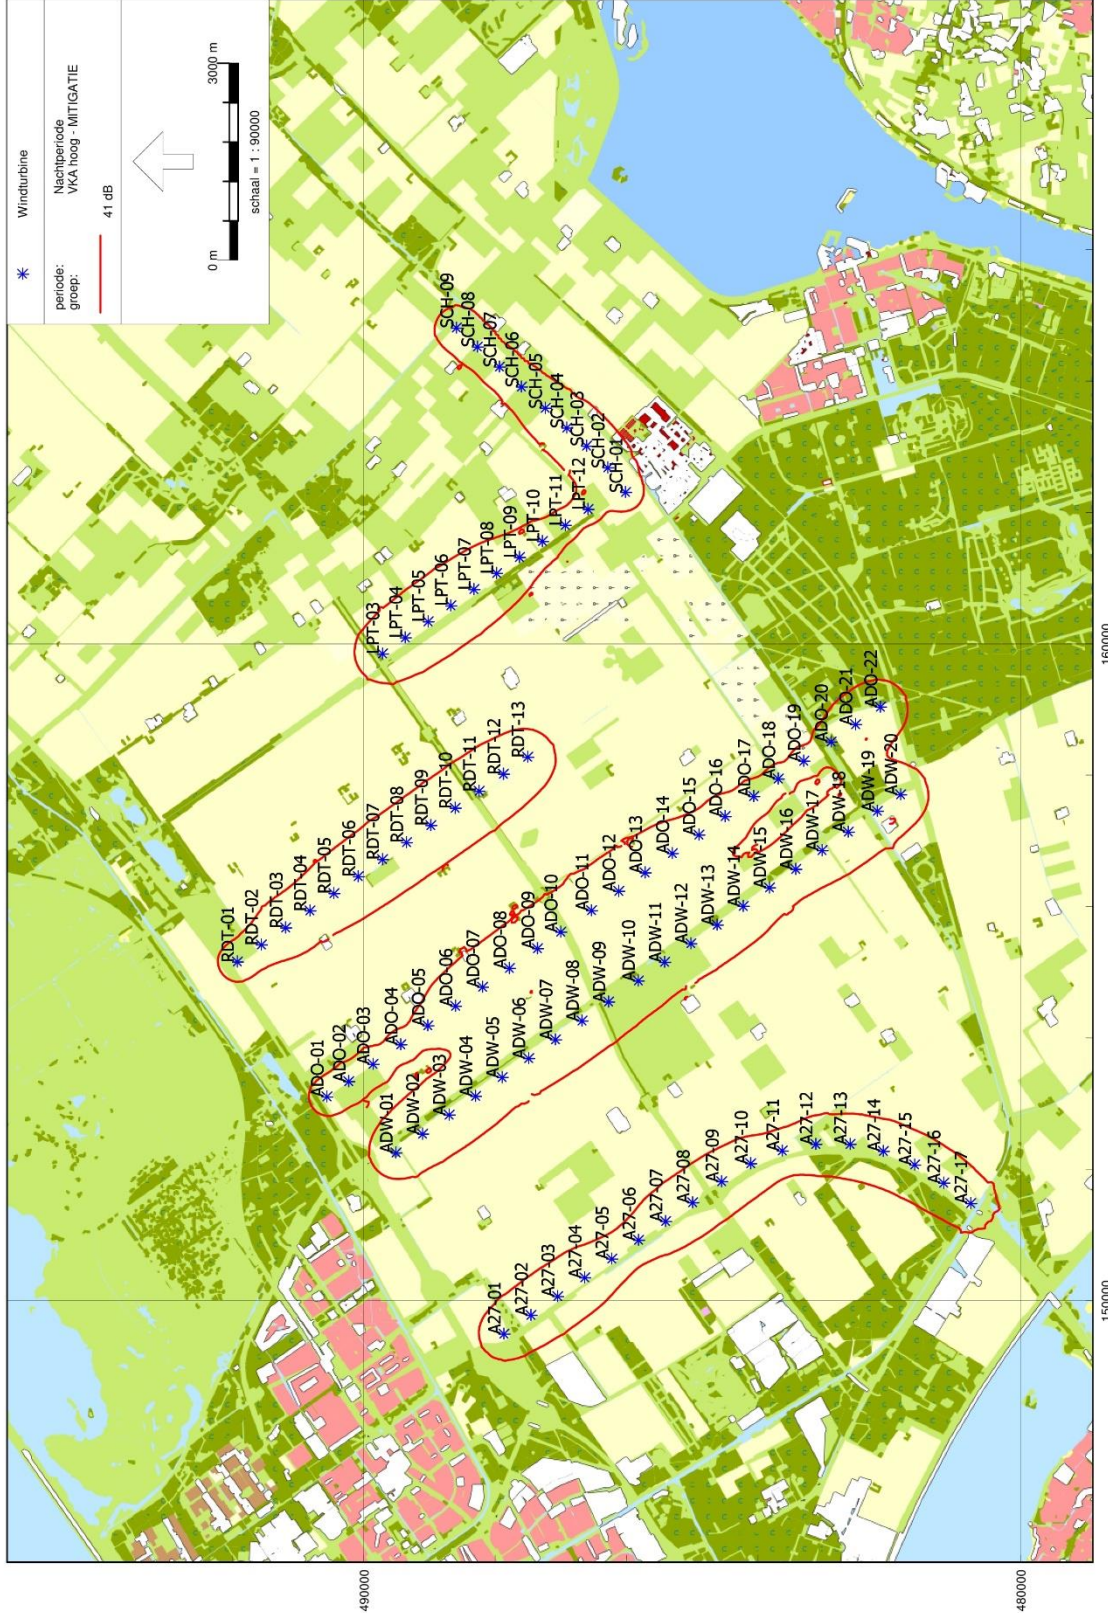 Windturbine
periode: Nachtperiode
groep: VKA hoog - MITIGATIE
41 dB
0 m 3000 m
schaal = 1 : 90000
SCH-09
SCH-08
SCH-07
SCH-06
SCH-05
SCH-04
SCH-03
SCH-02
SCH-01
LPT-03
LPT-04
LPT-05
LPT-06
LPT-07
LPT-08
LPT-09
LPT-10
LPT-11
LPT-12
RDT-01
RDT-02
RDT-03
RDT-04
RDT-05
RDT-06
RDT-07
RDT-08
RDT-09
RDT-10
RDT-11
RDT-12
RDT-13
ADO-01
ADO-02
ADO-03
ADO-04
ADO-05
ADO-06
ADO-07
ADO-08
ADO-09
ADO-10
ADO-11
ADO-12
ADO-13
ADO-14
ADO-15
ADO-16
ADO-17
ADO-18
ADO-19
ADO-20
ADO-21
ADO-22
ADW-01
ADW-02
ADW-03
ADW-04
ADW-05
ADW-06
ADW-07
ADW-08
ADW-09
ADW-10
ADW-11
ADW-12
ADW-13
ADW-14
ADW-15
ADW-16
ADW-17
ADW-18
ADW-19
ADW-20
A27-01
A27-02
A27-03
A27-04
A27-05
A27-06
A27-07
A27-08
A27-09
A27-10
A27-11
A27-12
A27-13
A27-14
A27-15
A27-16
A27-17
160000
150000
490000
480000